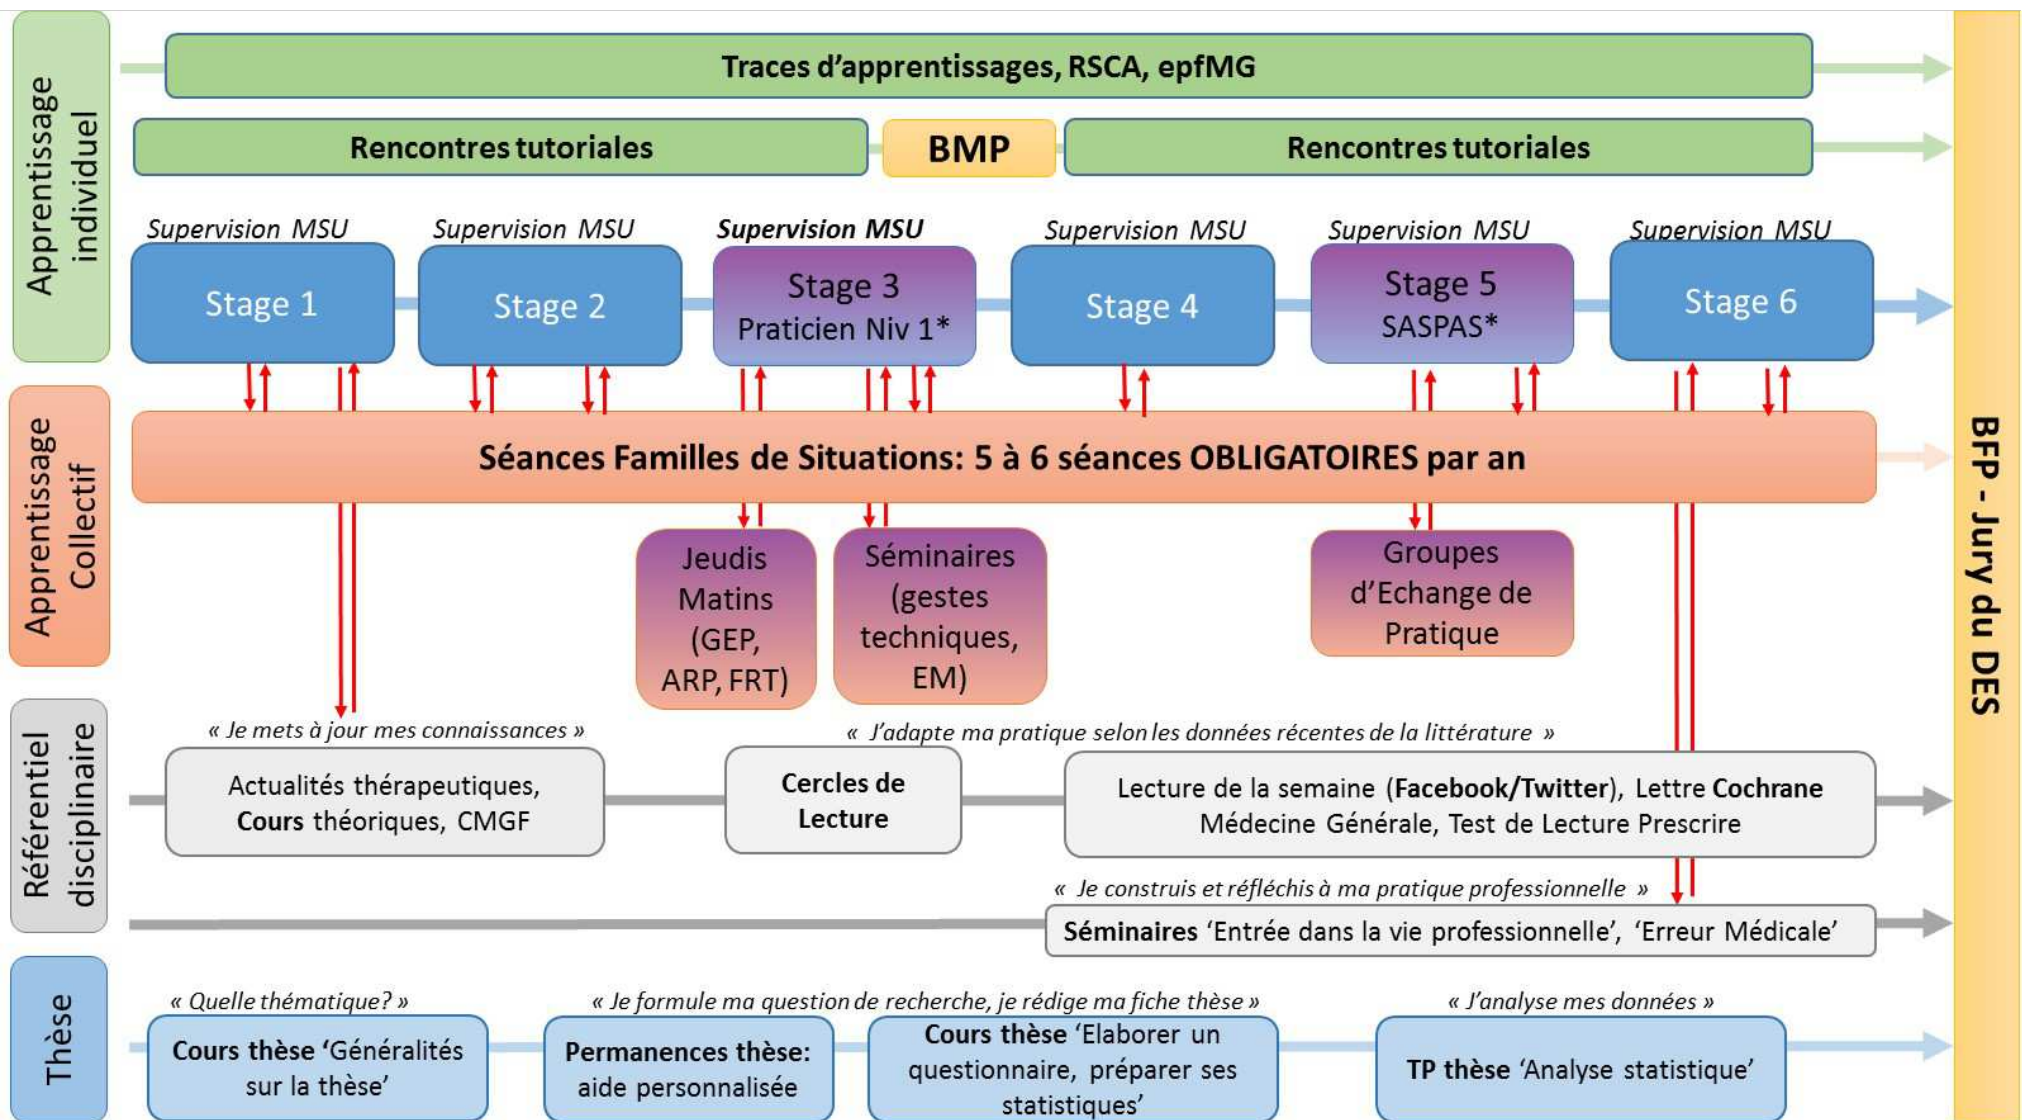 Apprentissage
individuel
Traces d’apprentissages, RSCA, epfMG
Rencontres tutoriales
BMP
Rencontres tutoriales
Supervision MSU
Supervision MSU
Supervision MSU
Supervision MSU
Supervision MSU
Supervision MSU
Stage 1
Stage 2
Stage 3
Praticien Niv 1*
Stage 4
Stage 5
SASPAS*
Stage 6
Apprentissage
Collectif
Séances Familles de Situations: 5 à 6 séances OBLIGATOIRES par an
Jeudis
Matins
(GEP,
ARP, FRT)
Séminaires
(gestes
techniques,
EM)
Groupes
d’Echange de
Pratique
BFP - Jury du DES
Référentiel
disciplinaire
« Je mets à jour mes connaissances »
« J’adapte ma pratique selon les données récentes de la littérature »
Actualités thérapeutiques,
Cours théoriques, CMGF
Cercles de
Lecture
Lecture de la semaine (Facebook/Twitter), Lettre Cochrane
Médecine Générale, Test de Lecture Prescrire
« Je construis et réfléchis à ma pratique professionnelle »
Séminaires ‘Entrée dans la vie professionnelle’, ‘Erreur Médicale’
Thèse
« Quelle thématique? »
« Je formule ma question de recherche, je rédige ma fiche thèse »
« J’analyse mes données »
Cours thèse ‘Généralités
sur la thèse’
Permanences thèse:
aide personnalisée
Cours thèse ‘Elaborer un
questionnaire, préparer ses
statistiques’
TP thèse ‘Analyse statistique’